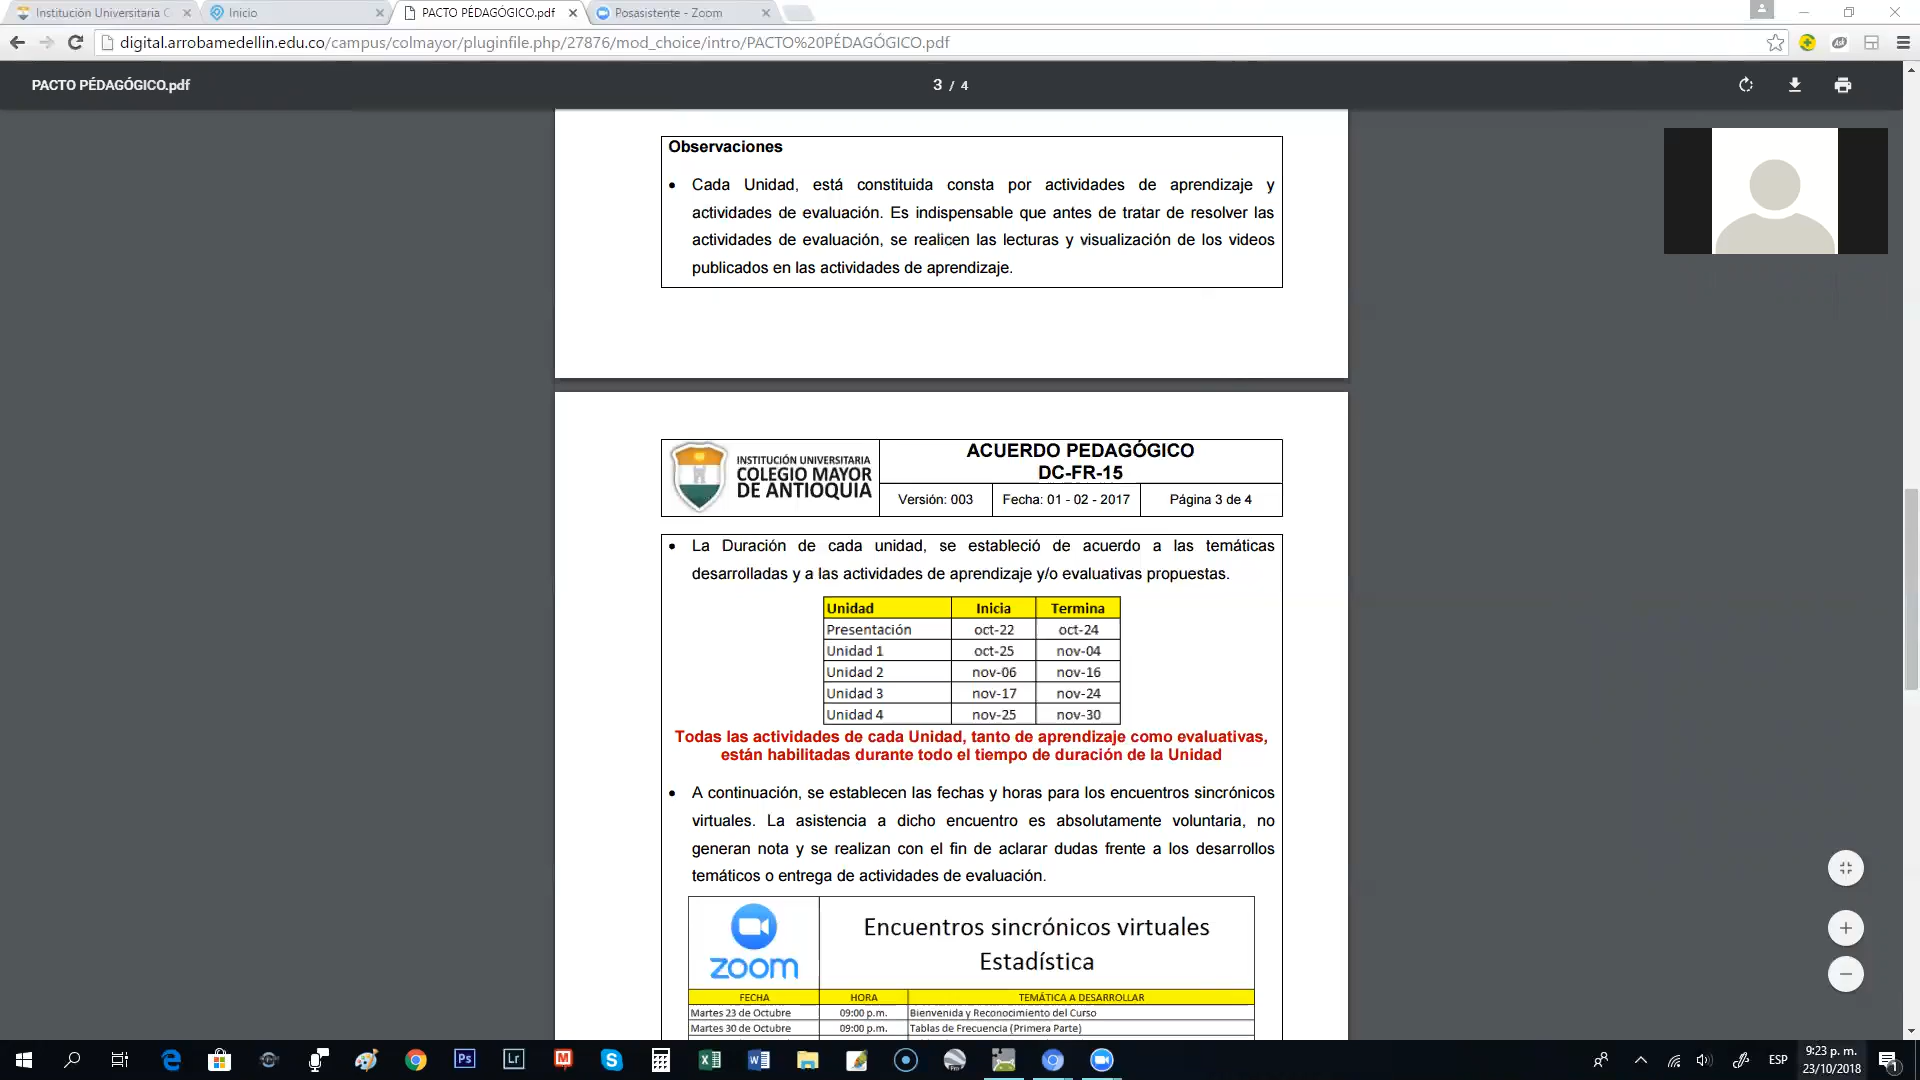 Institución Universitaria C
Inicio
PACTO PÉDAGÓGICO.pdf
Posasistente - Zoom
digital.arrobamedellin.edu.co/campus/colmayor/pluginfile.php/27876/mod_choice/intro/PACTO%20PÉDAGÓGICO.pdf
PACTO PÉDAGÓGICO.pdf
3 / 4
Observaciones
• Cada Unidad, está constituida consta por actividades de aprendizaje y
actividades de evaluación. Es indispensable que antes de tratar de resolver las
actividades de evaluación, se realicen las lecturas y visualización de los videos
publicados en las actividades de aprendizaje.
INSTITUCIÓN UNIVERSITARIA
COLEGIO MAYOR
DE ANTIOQUIA
ACUERDO PEDAGÓGICO
DC-FR-15
Versión: 003 Fecha: 01 - 02 - 2017 Página 3 de 4
• La Duración de cada unidad, se estableció de acuerdo a las temáticas
desarrolladas y a las actividades de aprendizaje y/o evaluativas propuestas.
Unidad Inicia Termina
Presentación oct-22 oct-24
Unidad 1 oct-25 nov-04
Unidad 2 nov-06 nov-16
Unidad 3 nov-17 nov-24
Unidad 4 nov-25 nov-30
Todas las actividades de cada Unidad, tanto de aprendizaje como evaluativas,
están habilitadas durante todo el tiempo de duración de la Unidad
• A continuación, se establecen las fechas y horas para los encuentros sincrónicos
virtuales. La asistencia a dicho encuentro es absolutamente voluntaria, no
generan nota y se realizan con el fin de aclarar dudas frente a los desarrollos
temáticos o entrega de actividades de evaluación.
zoom
Encuentros sincrónicos virtuales
Estadística
FECHA HORA TEMÁTICA A DESARROLLAR
Martes 23 de Octubre 09:00 p.m. Bienvenida y Reconocimiento del Curso
Martes 30 de Octubre 09:00 p.m. Tablas de Frecuencia (Primera Parte)
Ps
Lr
ESP
9:23 p. m.
23/10/2018
1